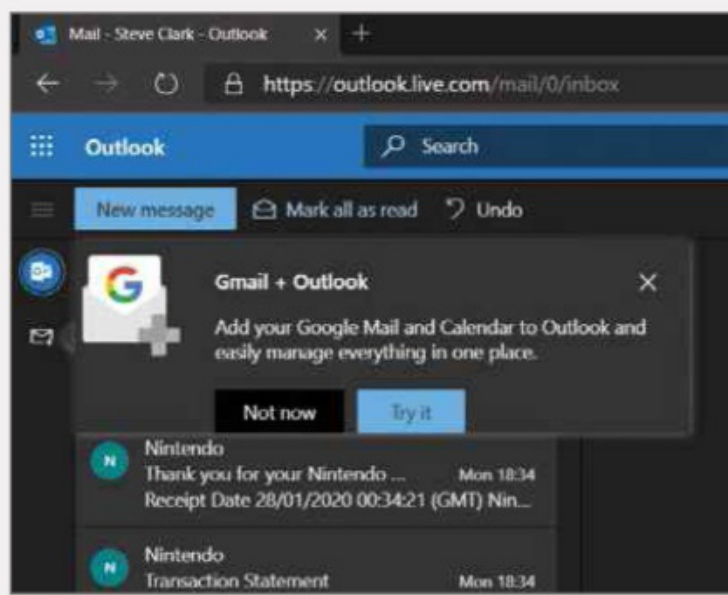 Mail - Steve Clark - Outlook
https://outlook.live.com/mail/0/inbox
Outlook
Search
New message
Mark all as read
Undo
Gmail + Outlook
Add your Google Mail and Calendar to Outlook and
easily manage everything in one place.
Not now
Try it
N
Nintendo
Thank you for your Nintendo ...
Mon 18:34
Receipt Date 28/01/2020 00:34:21 (GMT) Nin...
N
Nintendo
Transaction Statement
Mon 18:34